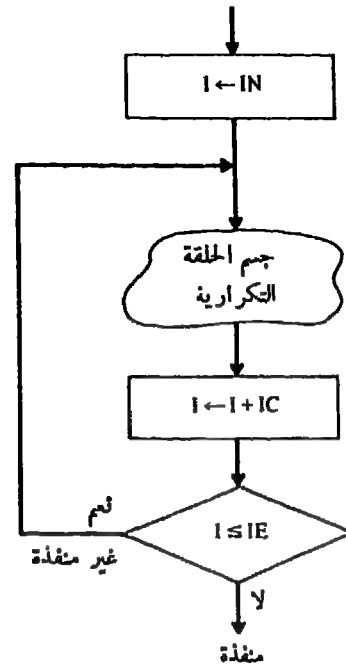 I ← IN
جسم الحلقة
التكرارية
I ← I + IC
I ≤ IE
نعم
غير منفذة
لا
منفذة